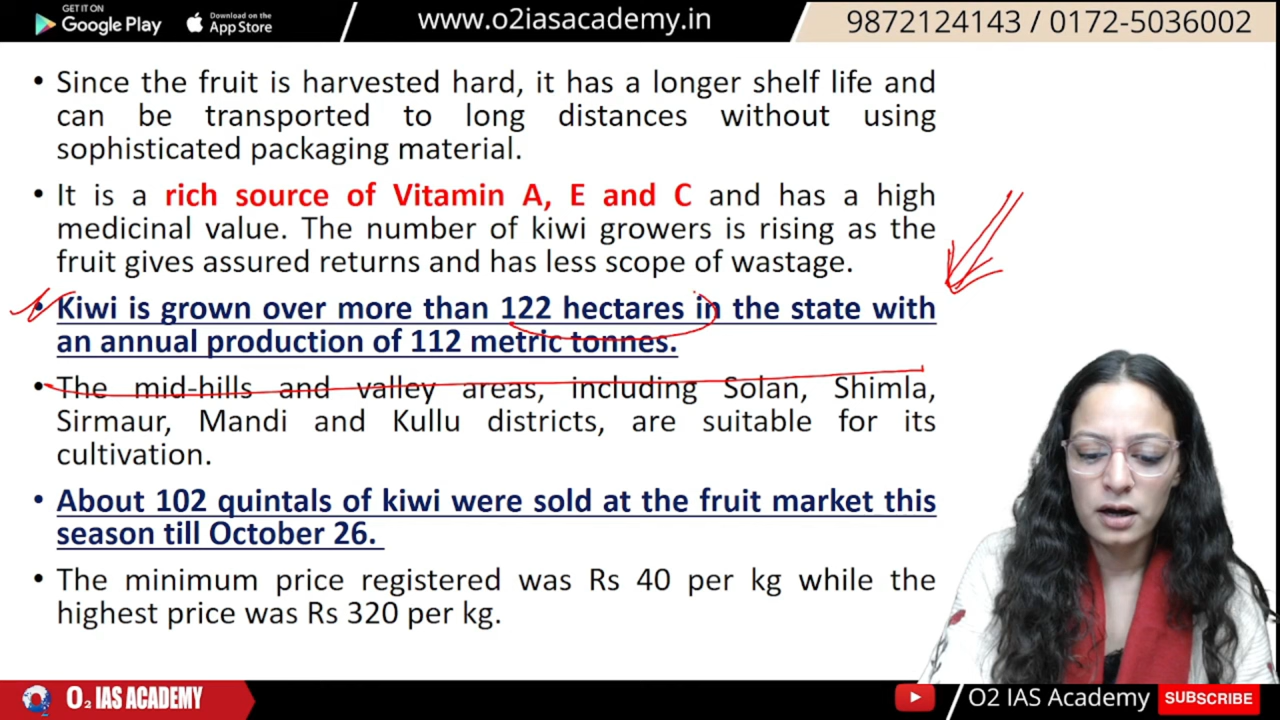 GET IT ON
Google Play
Download on the
App Store
www.o2iasacademy.in
9872124143 / 0172-5036002
• Since the fruit is harvested hard, it has a longer shelf life and
can be transported to long distances without using
sophisticated packaging material.
• It is a rich source of Vitamin A, E and C and has a high
medicinal value. The number of kiwi growers is rising as the
fruit gives assured returns and has less scope of wastage.
• Kiwi is grown over more than 122 hectares in the state with
an annual production of 112 metric tonnes.
• The mid-hills and valley areas, including Solan, Shimla,
Sirmaur, Mandi and Kullu districts, are suitable for its
cultivation.
• About 102 quintals of kiwi were sold at the fruit market this
season till October 26.
• The minimum price registered was Rs 40 per kg while the
highest price was Rs 320 per kg.
O₂ IAS ACADEMY
O2 IAS Academy
SUBSCRIBE